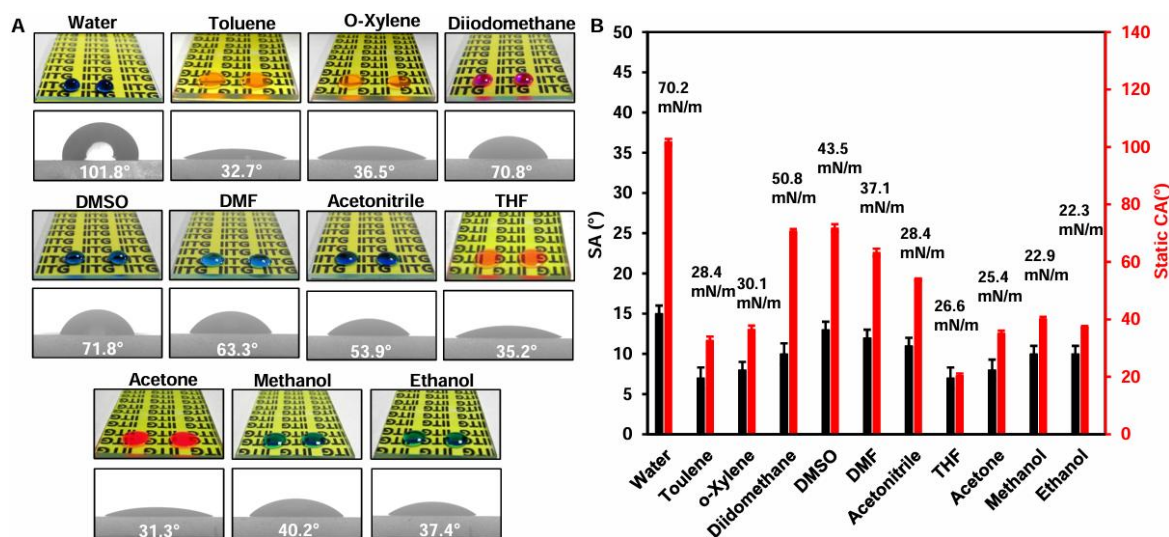 A
Water
Toluene
O-Xylene
Diiodomethane
IITG
101.8°
32.7°
36.5°
70.8°
DMSO
DMF
Acetonitrile
THF
IITG
71.8°
63.3°
53.9°
35.2°
Acetone
Methanol
Ethanol
IITG
31.3°
40.2°
37.4°
B
SA (°)
50
45
40
35
30
25
20
15
10
5
0
70.2
mN/m
28.4
mN/m
30.1
mN/m
50.8
mN/m
43.5
mN/m
37.1
mN/m
28.4
mN/m
26.6
mN/m
25.4
mN/m
22.9
mN/m
22.3
mN/m
140
120
100
80
60
40
20
0
Static CA(°)
Water
Toulene
o-Xylene
Diidomethane
DMSO
DMF
Acetonitrile
THF
Acetone
Methanol
Ethanol